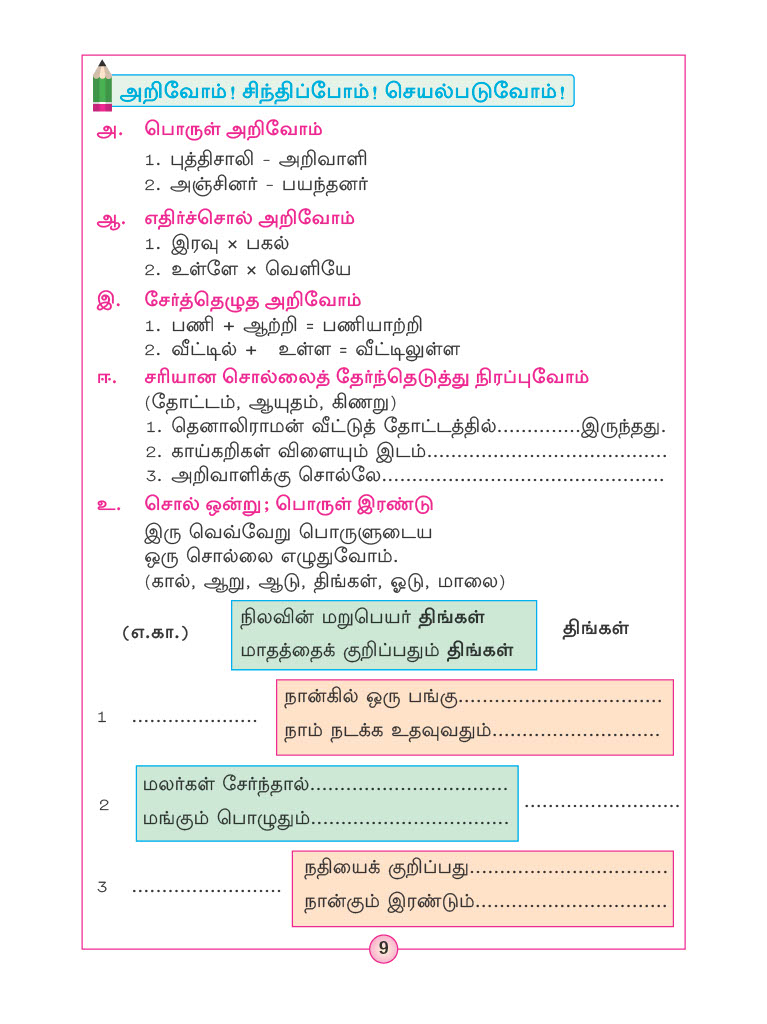 அறிவோம்! சிந்திப்போம்! செயல்படுவோம்!
அ. பொருள் அறிவோம்
1. புத்திசாலி - அறிவாளி
2. அஞ்சினர் - பயந்தனர்
ஆ. எதிர்ச்சொல் அறிவோம்
1. இரவு × பகல்
2. உள்ளே × வெளியே
இ. சேர்த்தெழுத அறிவோம்
1. பணி + ஆற்றி = பணியாற்றி
2. வீட்டில் + உள்ள = வீட்டிலுள்ள
ஈ. சரியான சொல்லைத் தேர்ந்தெடுத்து நிரப்புவோம்
(தோட்டம், ஆயுதம், கிணறு)
1. தெனாலிராமன் வீட்டுத் தோட்டத்தில்..............இருந்தது.
2. காய்கறிகள் விளையும் இடம்........................................
3. அறிவாளிக்கு சொல்லே...............................................
உ. சொல் ஒன்று; பொருள் இரண்டு
இரு வெவ்வேறு பொருளுடைய
ஒரு சொல்லை எழுதுவோம்.
(கால், ஆறு, ஆடு, திங்கள், ஓடு, மாலை)
நிலவின் மறுபெயர் திங்கள்
(எ.கா.) திங்கள்
மாதத்தைக் குறிப்பதும் திங்கள்
நான்கில் ஒரு பங்கு..................................
1 .....................
நாம் நடக்க உதவுவதும்............................
மலர்கள் சேர்ந்தால்.................................
2 ..........................
மங்கும் பொழுதும்.................................
நதியைக் குறிப்பது.................................
3 .........................
நான்கும் இரண்டும்................................
9